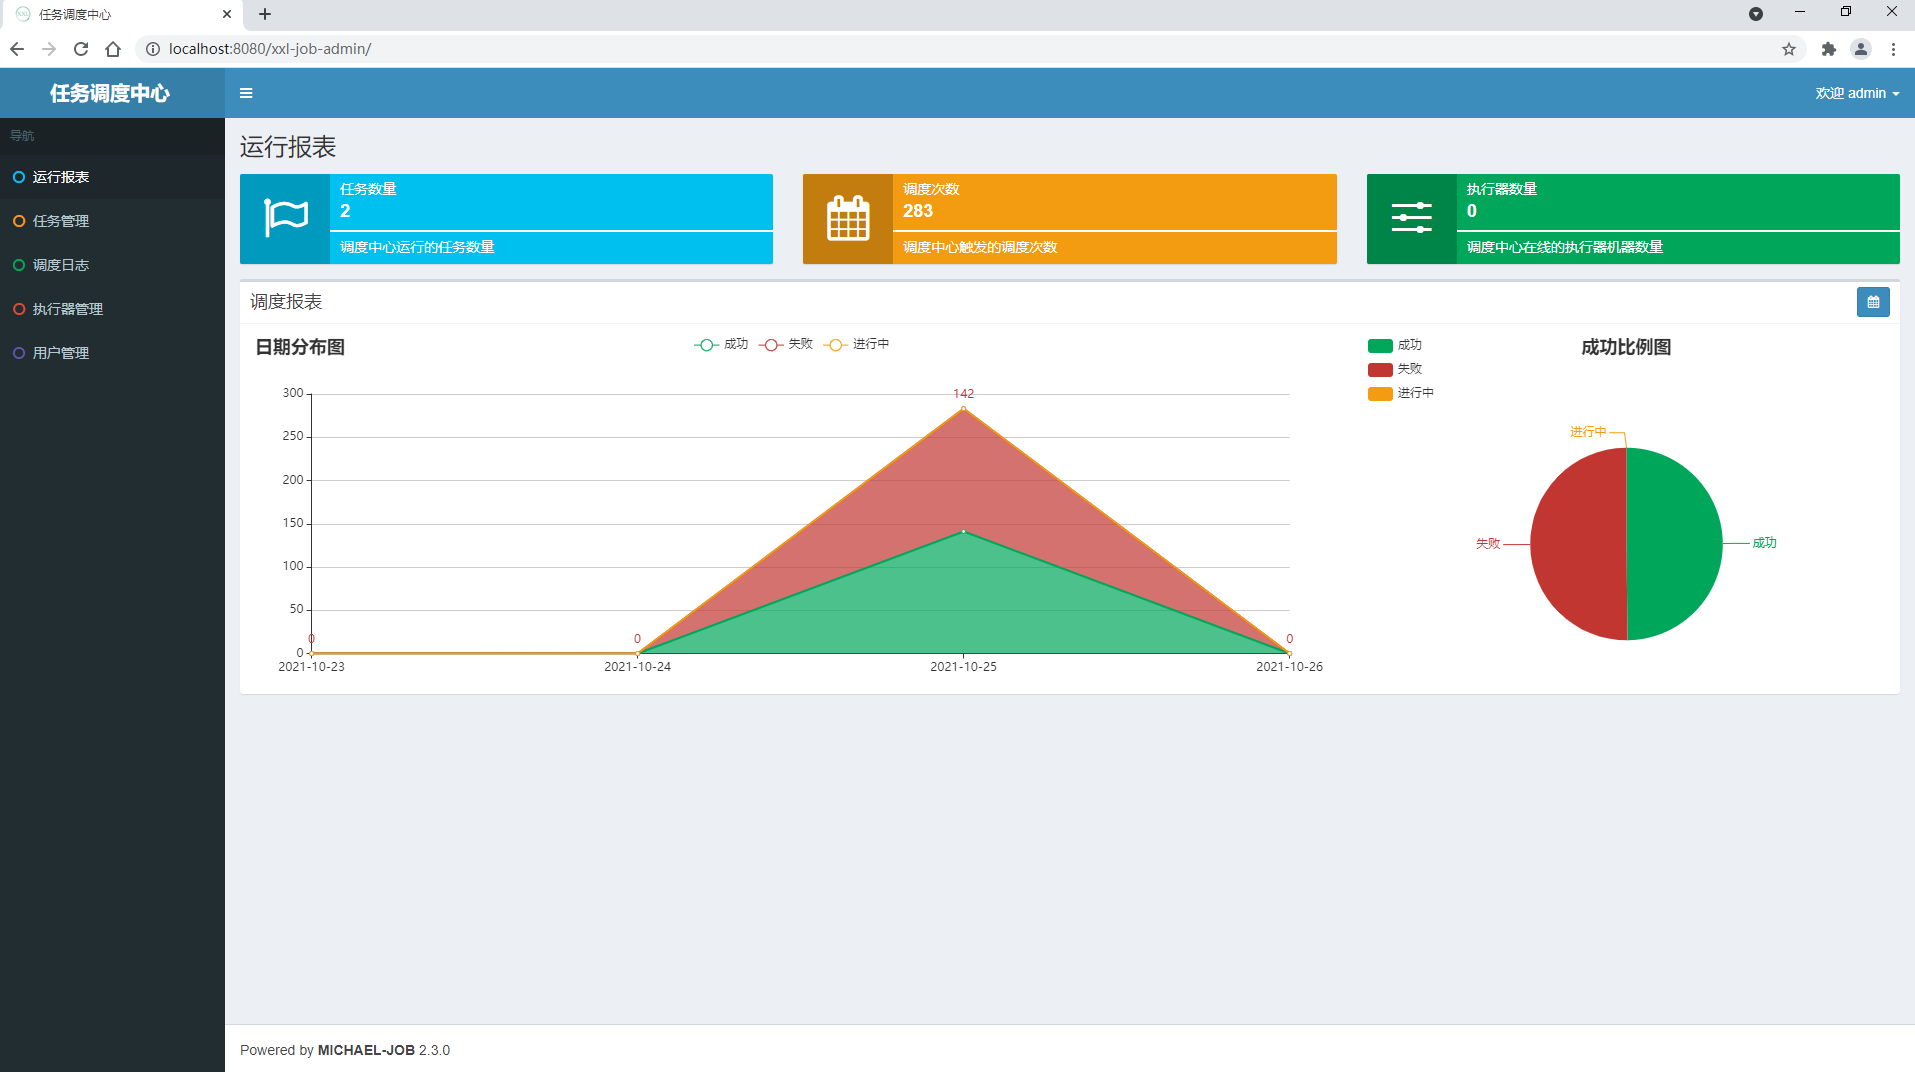 任务调度中心
localhost:8080/xxl-job-admin/
任务调度中心
欢迎 admin
导航
运行报表
任务管理
调度日志
执行器管理
用户管理
运行报表
任务数量
2
调度中心运行的任务数量
调度次数
283
调度中心触发的调度次数
执行器数量
0
调度中心在线的执行器机器数量
调度报表
日期分布图
成功 失败 进行中
300
250
200
150
100
50
0
142
0 0 0
2021-10-23 2021-10-24 2021-10-25 2021-10-26
成功
失败
进行中
成功比例图
进行中
失败
成功
Powered by MICHAEL-JOB 2.3.0